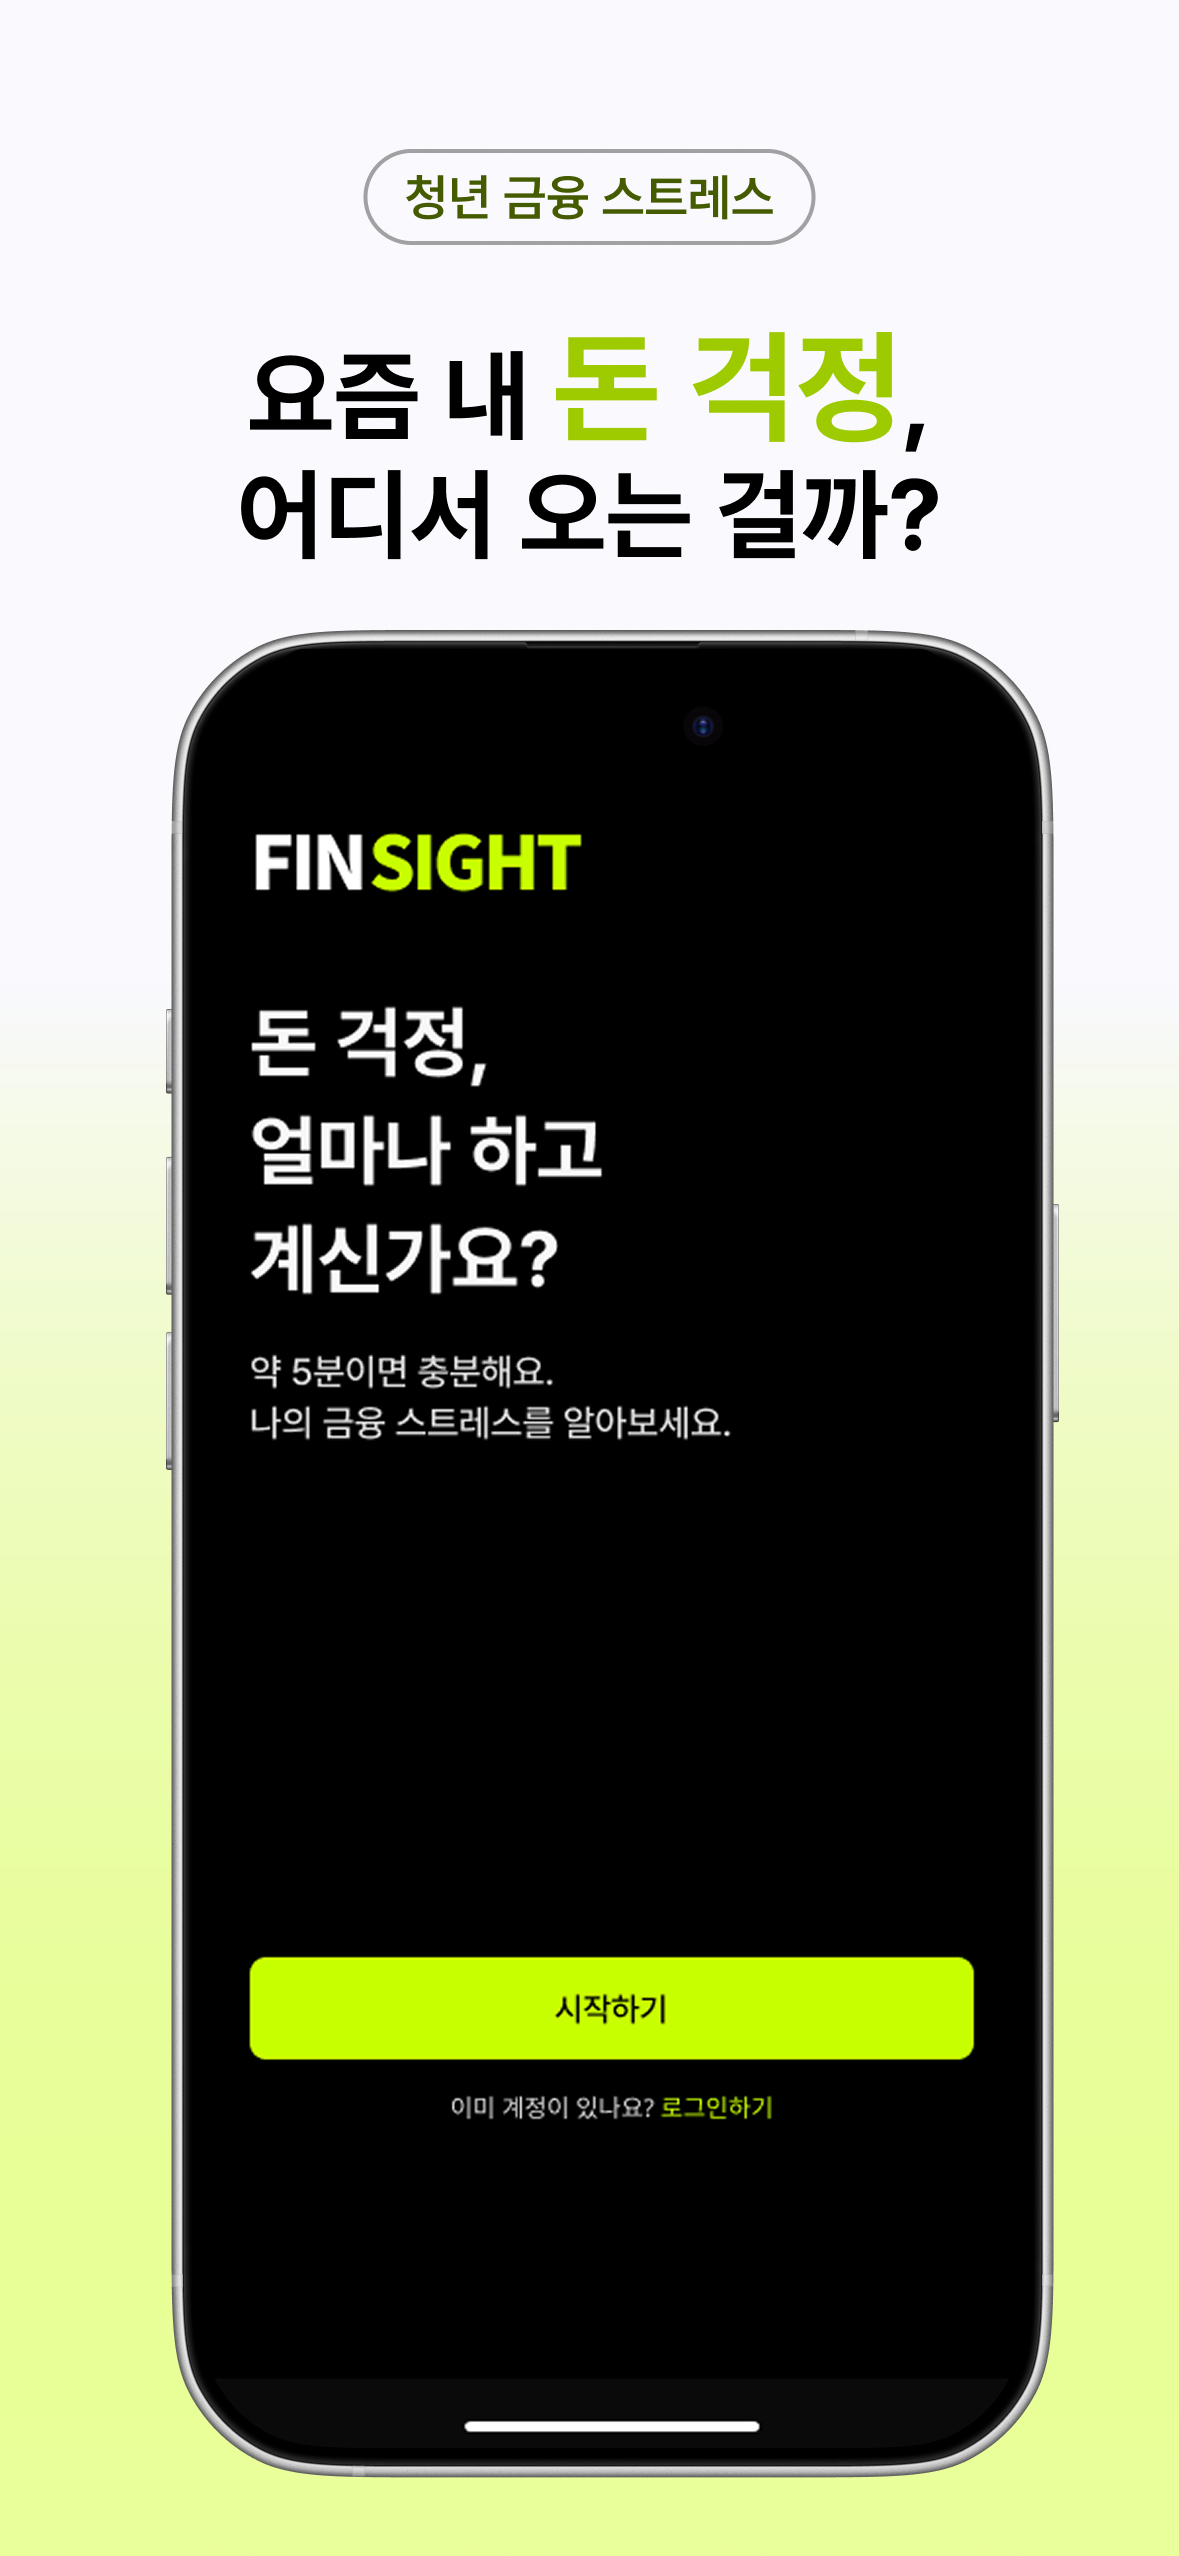 청년 금융 스트레스
요즘 내 돈 걱정,
어디서 오는 걸까?
FINSIGHT
돈 걱정,
얼마나 하고
계신가요?
약 5분이면 충분해요.
나의 금융 스트레스를 알아보세요.
시작하기
이미 계정이 있나요? 로그인하기